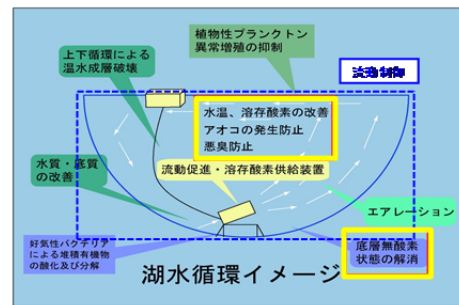 植物性プランクトン
異常増殖の抑制
上下循環による
温水成層破壊
流動制御
水温、溶存酸素の改善
アオコの発生防止
悪臭防止
水質・底質
の改善
流動促進・溶存酸素供給装置
エアレーション
好気性バクテリア
による堆積有機物
の酸化及び分解
底層無酸素
状態の解消
湖水循環イメージ